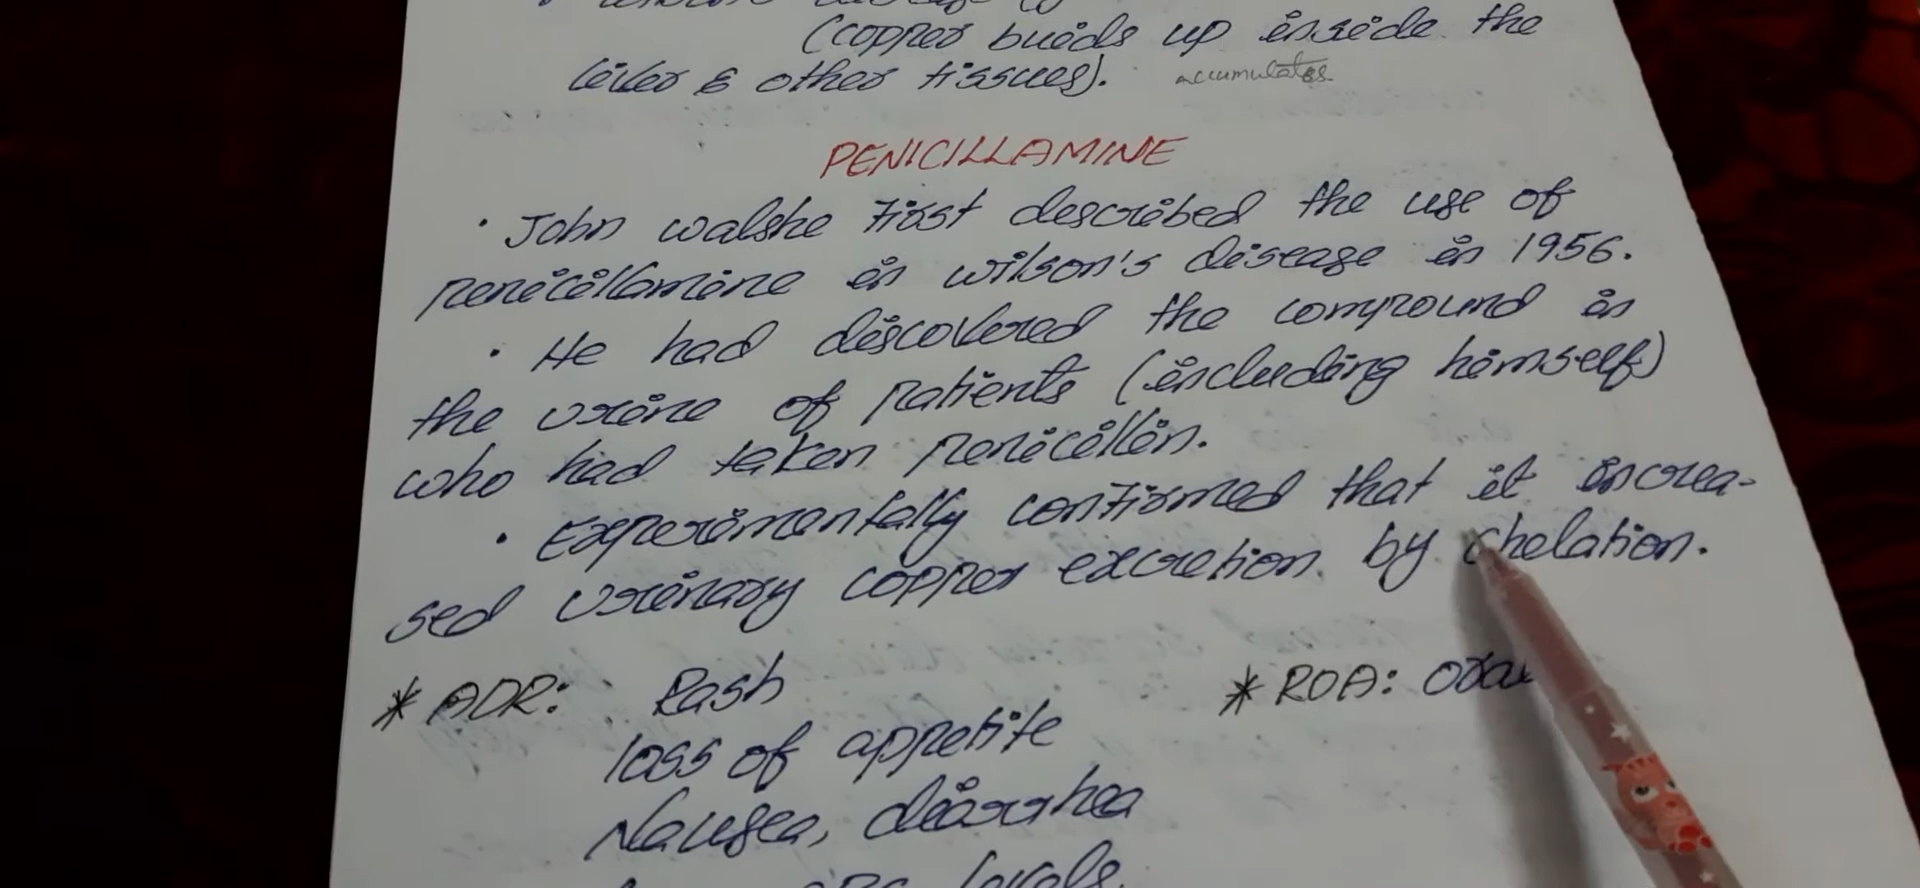 (copper builds up inside the
liver & other tissues). accumulates
PENICILLAMINE
· John walshe first described the use of
penicillamine in wilson's disease in 1956.
· He had discovered the compound in
the urine of patients (including himself)
who had taken penicillin.
· Experimentally confirmed that it increa-
sed urinary copper excretion by chelation.
* ADR: Rash * ROA: oral
loss of appetite
Nausea, diarrhea
levels.